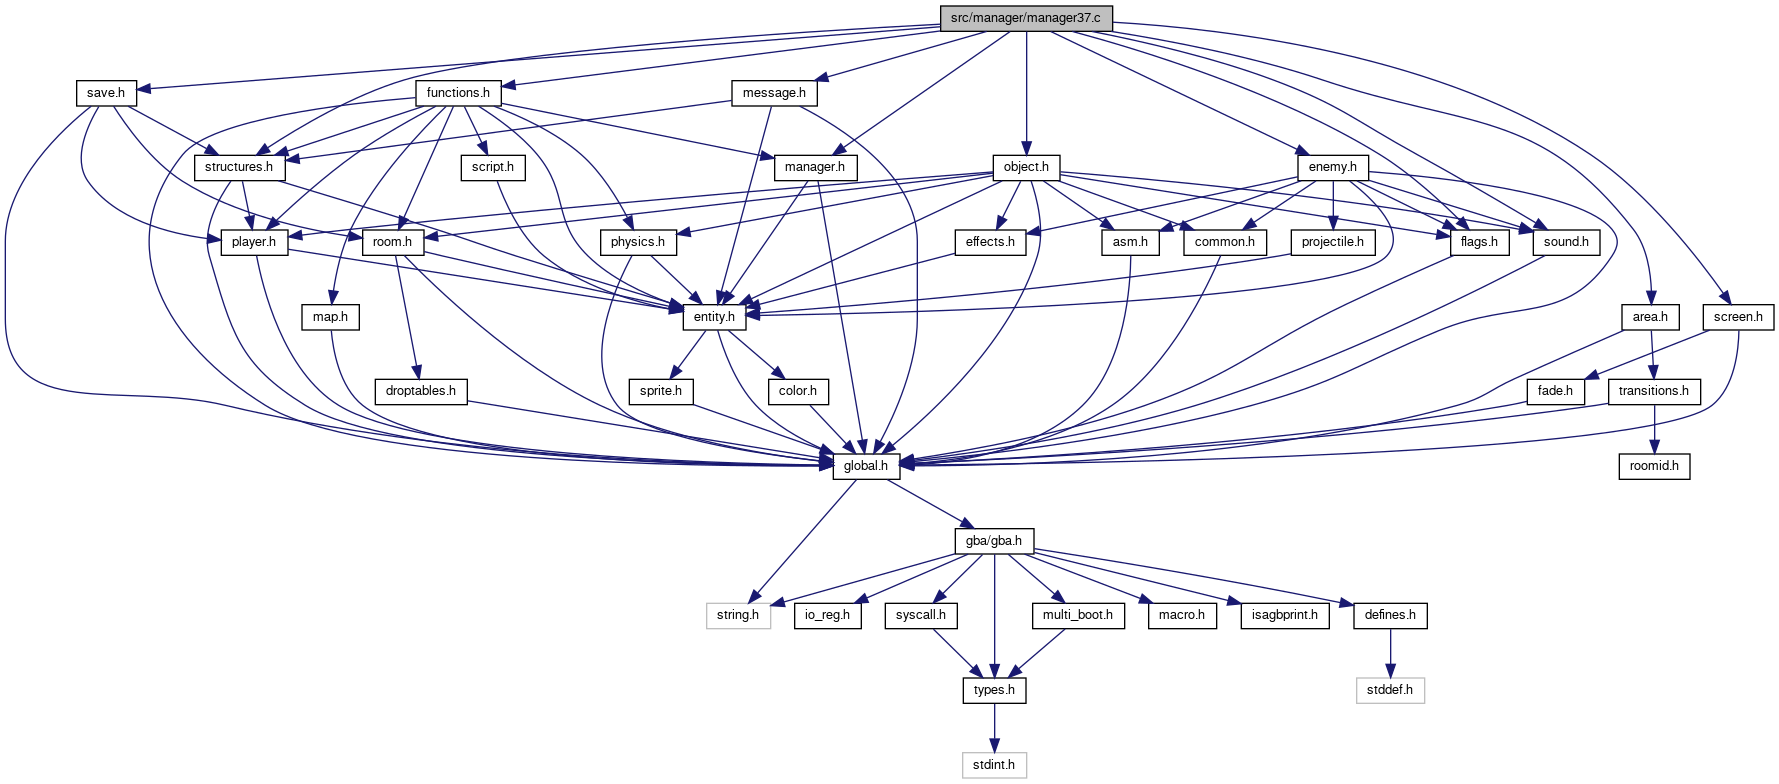 src/manager/manager37.c
save.h
functions.h
message.h
structures.h
script.h
manager.h
object.h
enemy.h
player.h
room.h
physics.h
effects.h
asm.h
common.h
projectile.h
flags.h
sound.h
map.h
entity.h
area.h
screen.h
droptables.h
sprite.h
color.h
fade.h
transitions.h
global.h
roomid.h
gba/gba.h
string.h
io_reg.h
syscall.h
multi_boot.h
macro.h
isagbprint.h
defines.h
types.h
stddef.h
stdint.h